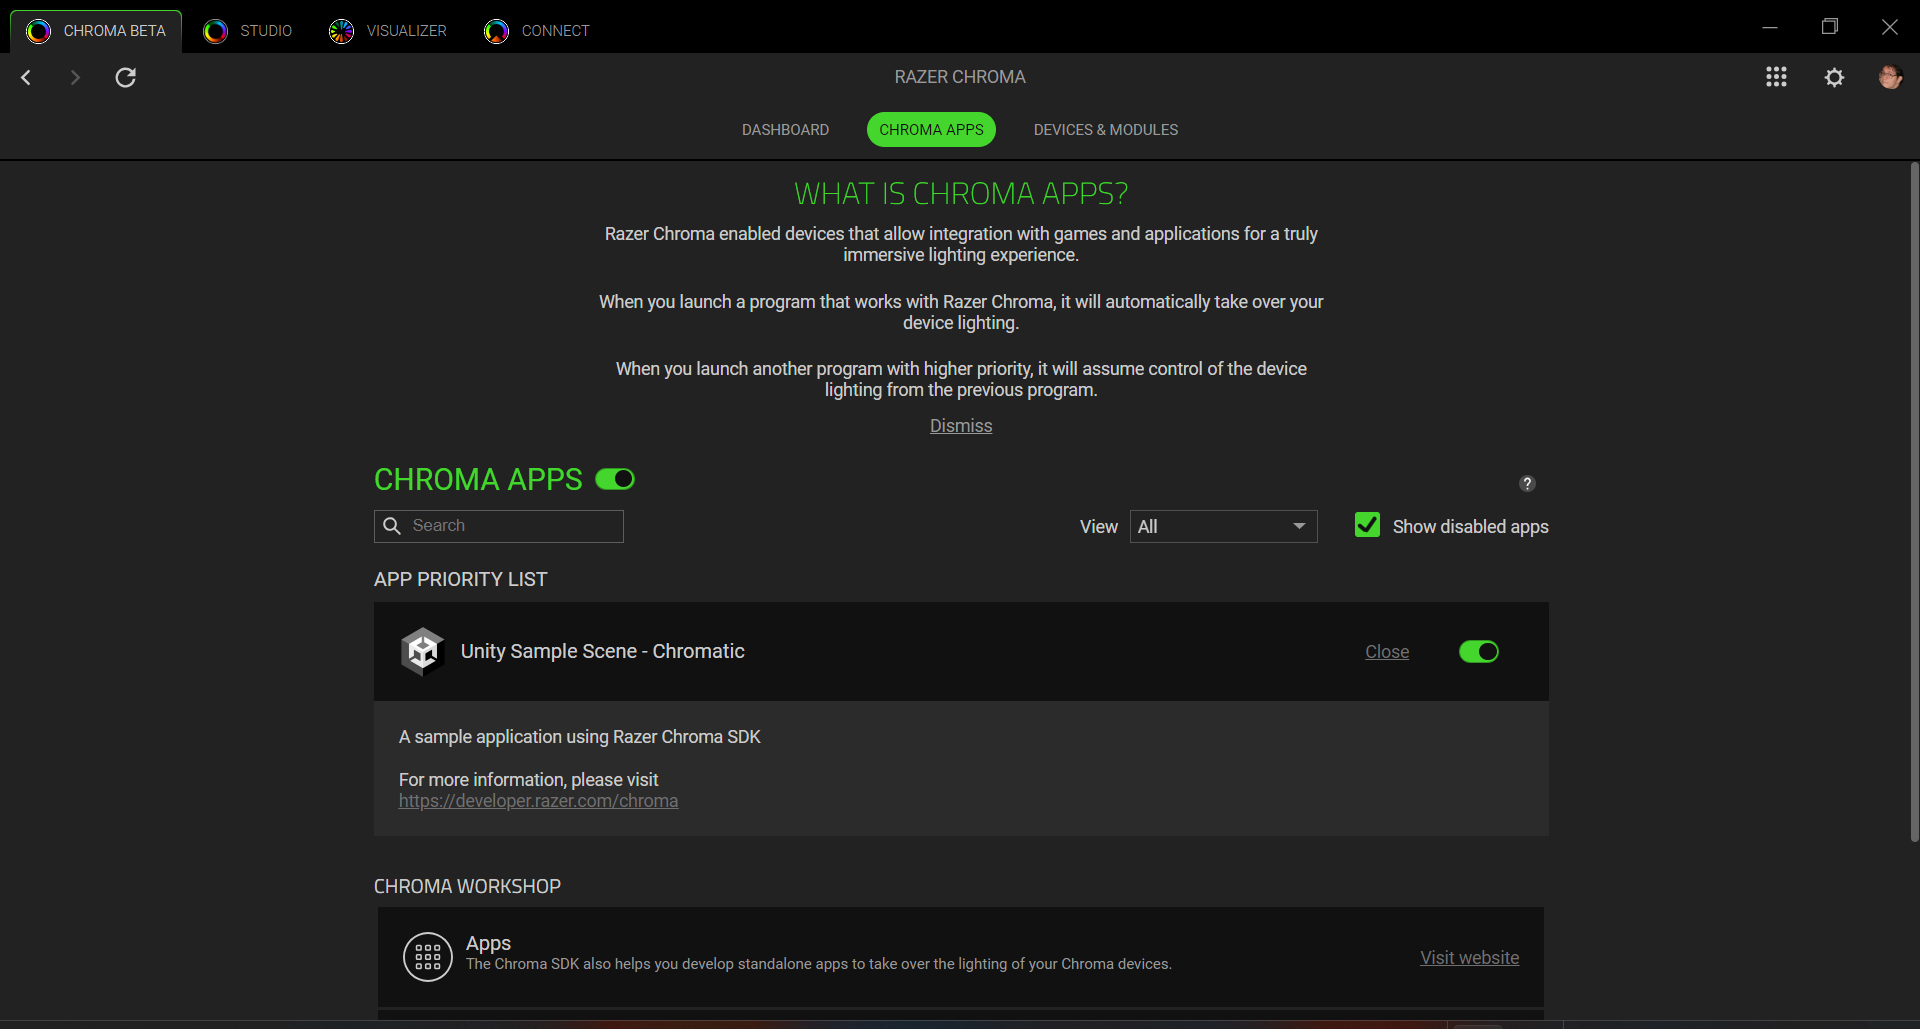 CHROMA BETA
STUDIO
VISUALIZER
CONNECT
RAZER CHROMA
DASHBOARD
CHROMA APPS
DEVICES & MODULES
WHAT IS CHROMA APPS?
Razer Chroma enabled devices that allow integration with games and applications for a truly
immersive lighting experience.
When you launch a program that works with Razer Chroma, it will automatically take over your
device lighting.
When you launch another program with higher priority, it will assume control of the device
lighting from the previous program.
Dismiss
CHROMA APPS
?
Search
View
All
Show disabled apps
APP PRIORITY LIST
Unity Sample Scene - Chromatic
Close
A sample application using Razer Chroma SDK
For more information, please visit
https://developer.razer.com/chroma
CHROMA WORKSHOP
Apps
The Chroma SDK also helps you develop standalone apps to take over the lighting of your Chroma devices.
Visit website